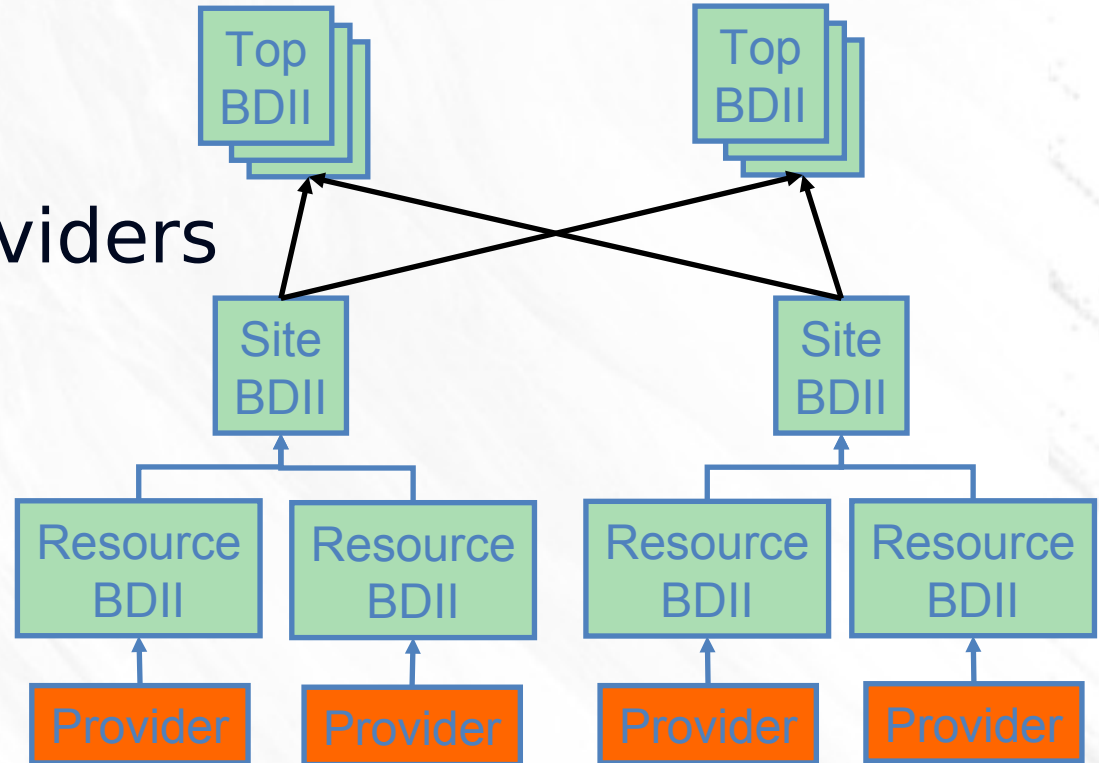 Top
BDII
Top
BDII
viders
Site
BDII
Site
BDII
Resource
BDII
Resource
BDII
Resource
BDII
Resource
BDII
Provider
Provider
Provider
Provider